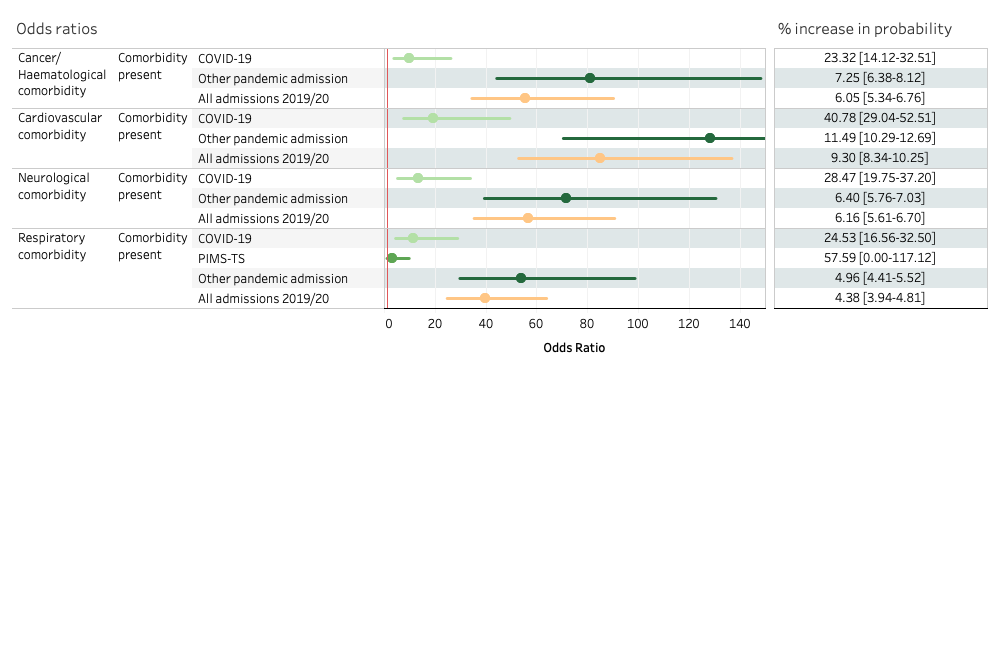 Odds ratios
% increase in probability
Cancer/
Haematological
comorbidity
Comorbidity
present
COVID-19
23.32 [14.12-32.51]
Other pandemic admission
7.25 [6.38-8.12]
All admissions 2019/20
6.05 [5.34-6.76]
Cardiovascular
comorbidity
Comorbidity
present
COVID-19
40.78 [29.04-52.51]
Other pandemic admission
11.49 [10.29-12.69]
All admissions 2019/20
9.30 [8.34-10.25]
Neurological
comorbidity
Comorbidity
present
COVID-19
28.47 [19.75-37.20]
Other pandemic admission
6.40 [5.76-7.03]
All admissions 2019/20
6.16 [5.61-6.70]
Respiratory
comorbidity
Comorbidity
present
COVID-19
24.53 [16.56-32.50]
PIMS-TS
57.59 [0.00-117.12]
Other pandemic admission
4.96 [4.41-5.52]
All admissions 2019/20
4.38 [3.94-4.81]
0 20 40 60 80 100 120 140
Odds Ratio